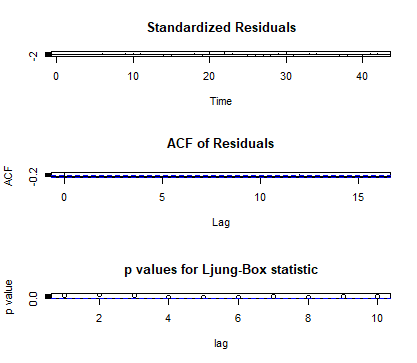 Standardized Residuals
-2
0 10 20 30 40
Time
ACF of Residuals
ACF
-0.2
0 5 10 15
Lag
p values for Ljung-Box statistic
p value
0.0
2 4 6 8 10
lag